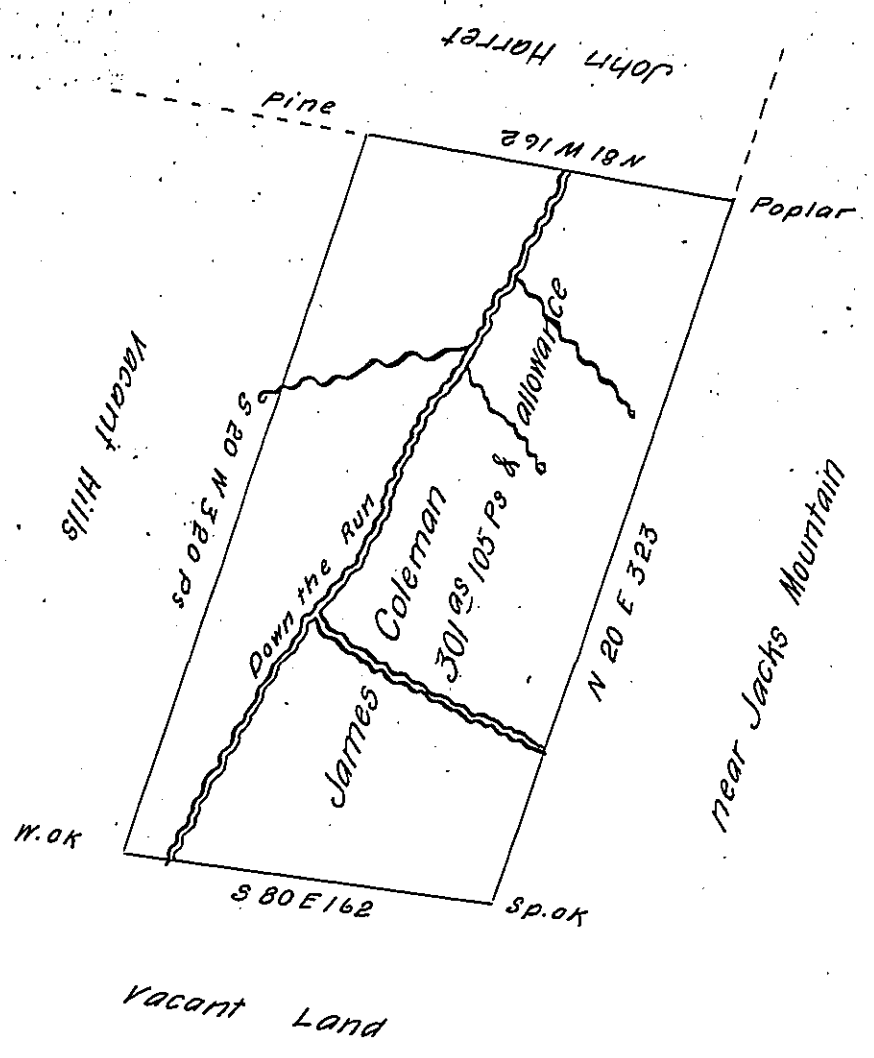 John Harret
Pine
N 81 W 162
Poplar
Vacant Hills
S 20 W 320 ps
Down the Run
James Coleman
301 as 105 Ps & allowance
N 20 E 323
near Jacks Mountain
W. OK
S 80 E 162
Sp. OK
Vacant Land